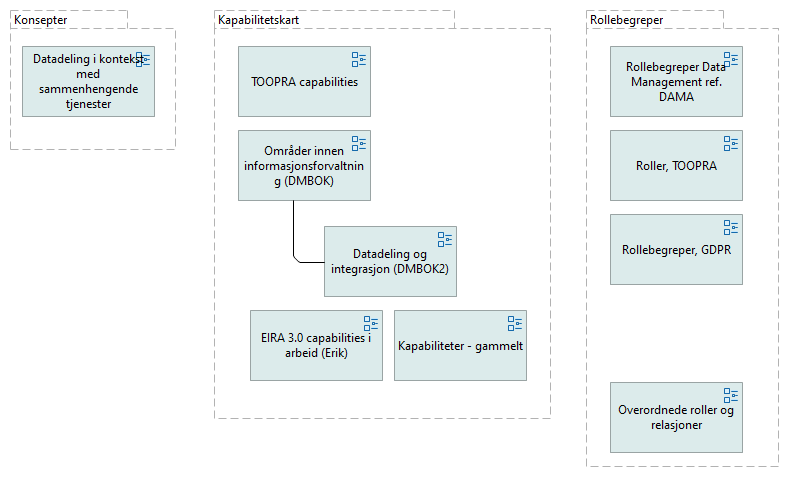 Konsepter
Datadeling i kontekst
med
sammenhengende
tjenester
Kapabilitetskart
TOOPRA capabilities
Områder innen
informasjonsforvaltnin
g (DMBOK)
Datadeling og
integrasjon (DMBOK2)
EIRA 3.0 capabilities i
arbeid (Erik)
Kapabiliteter - gammelt
Rollebegreper
Rollebegreper Data
Management ref.
DAMA
Roller, TOOPRA
Rollebegreper, GDPR
Overordnede roller og
relasjoner